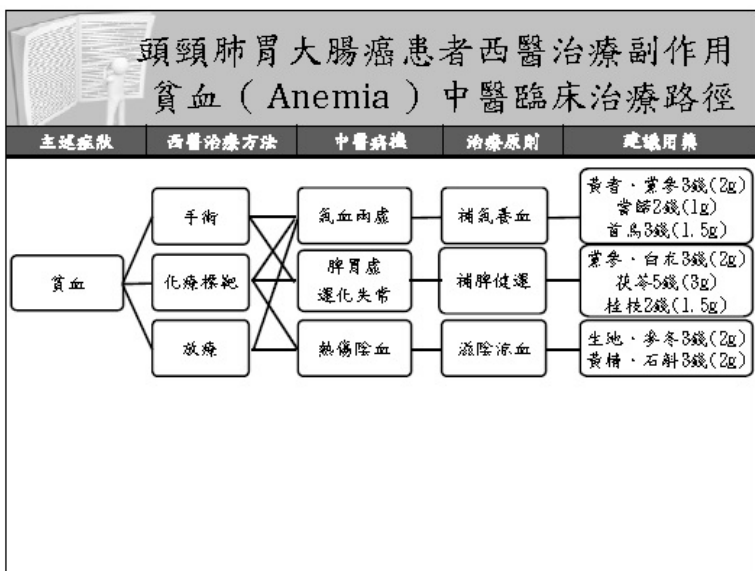 頭頸肺胃大腸癌患者西醫治療副作用
貧血 ( Anemia ) 中醫臨床治療路徑
主述症狀 西醫治療方法 中醫病機 治療原則 建議用藥
貧血
手術
化療標靶
放療
氣血兩虛
脾胃虛
運化失常
熱傷陰血
補氣養血
補脾健運
滋陰涼血
黃耆、黨參3錢(2g)
當歸2錢(1g)
首烏3錢(1.5g)
黨參、白朮3錢(2g)
茯苓5錢(3g)
桂枝2錢(1.5g)
生地、麥冬3錢(2g)
黃精、石斛3錢(2g)